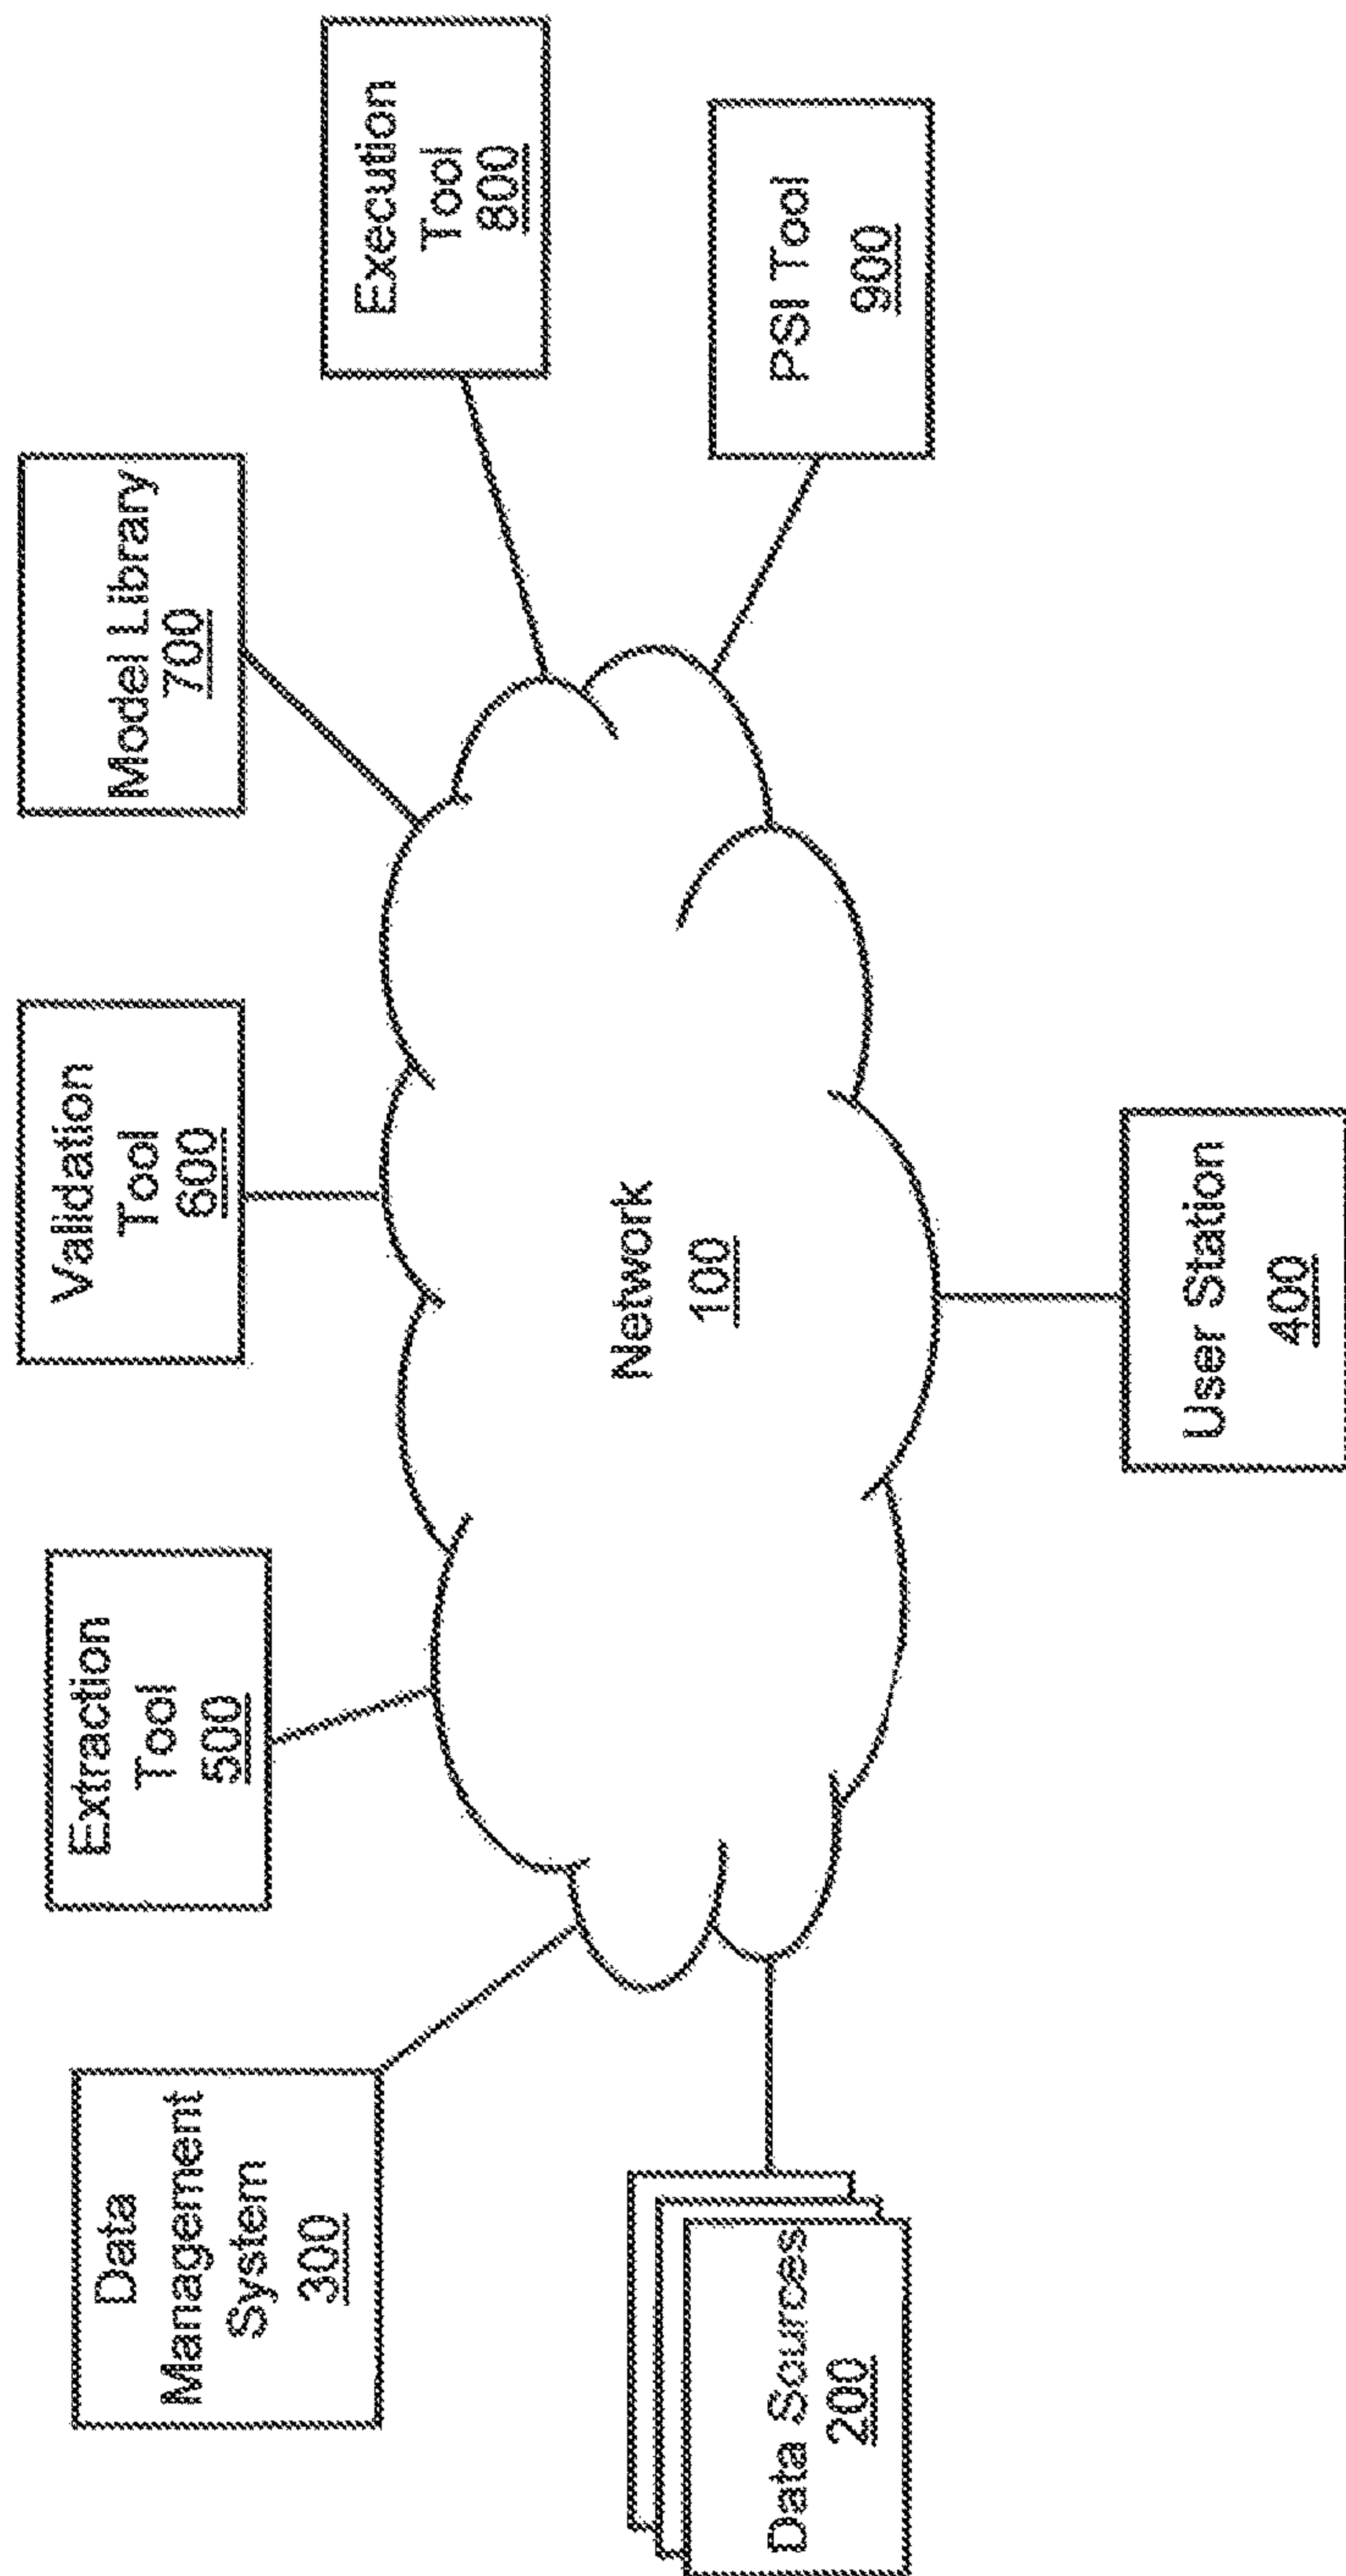 Data
Management
System
300
Extraction
Tool
500
Validation
Tool
600
Model Library
700
Execution
Tool
800
PSI Tool
900
Network
100
Data Sources
200
User Station
400